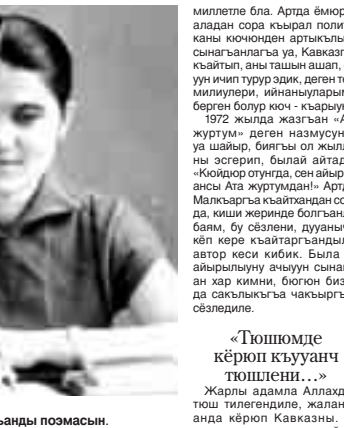 миллетле бла. Артда ёмюр
аладан сора къырал полит
каны кючюнден артыкълы
сынагъанлагъа уа, Кавказг
къайтып, аны ташын ашап,
уун ичип турур эдик, деген т
милиулери, ийнаныулары
берген болур кюч - къарыу
1972 жылда жазгъан «А
журтум» деген назмусун
уа шайыр, биягъы ол жыл
ны эсгерип, былай айтад
«Кюйдюр отунгда, сен айыр
ансы Ата журтумдан!» Арт
Малкъаргъа къайтхандан со
да, киши жеринде болгъан
баям, бу сёзлени, дууаны
кёп кере къайтаргъанды
автор кеси кибик. Была
айырылыуну ачыуун сына
ан хар кимни, бюгюн биз
да сакълыкъгъа чакъыргъ
сёзледиле.
«Тюшюмде
кёрюп къууанч
тюшлени...»
Жарлы адамла Аллахд
тюш тилегендиле, жалан
анда кёрюп Кавказны.
ъанды поэмасын.